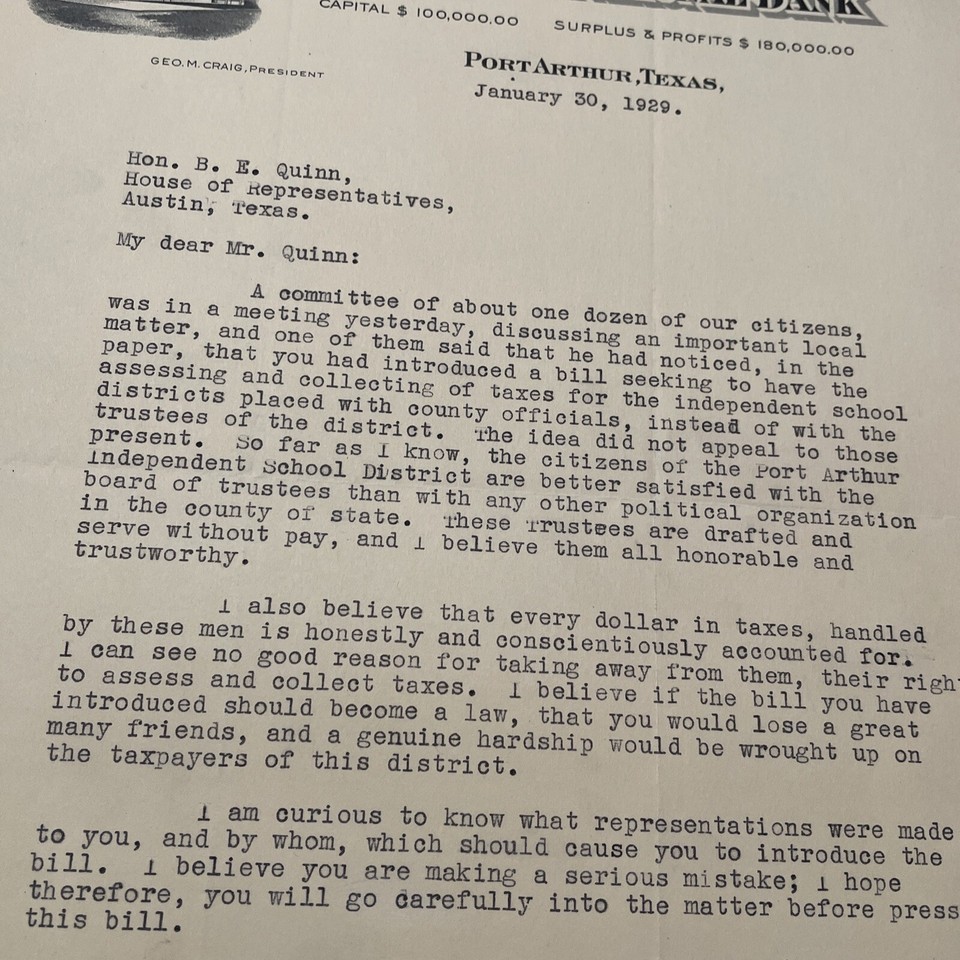 BANK
CAPITAL $ 100,000.00 SURPLUS & PROFITS $ 180,000.00
GEO. M. CRAIG, PRESIDENT
PORT ARTHUR, TEXAS,
January 30, 1929.
Hon. B. E. Quinn,
House of Representatives,
Austin, Texas.
My dear Mr. Quinn:
A committee of about one dozen of our citizens,
was in a meeting yesterday, discussing an important local
matter, and one of them said that he had noticed, in the
paper, that you had introduced a bill seeking to have the
assessing and collecting of taxes for the independent school
districts placed with county officials, instead of with the
trustees of the district. The idea did not appeal to those
present. So far as I know, the citizens of the Port Arthur
Independent School District are better satisfied with the
board of trustees than with any other political organization
in the county of state. These Trustees are drafted and
serve without pay, and I believe them all honorable and
trustworthy.
I also believe that every dollar in taxes, handled
by these men is honestly and conscientiously accounted for.
I can see no good reason for taking away from them, their righ
to assess and collect taxes. I believe if the bill you have
introduced should become a law, that you would lose a great
many friends, and a genuine hardship would be wrought up on
the taxpayers of this district.
I am curious to know what representations were made
to you, and by whom, which should cause you to introduce the
bill. I believe you are making a serious mistake; I hope
therefore, you will go carefully into the matter before press
this bill.